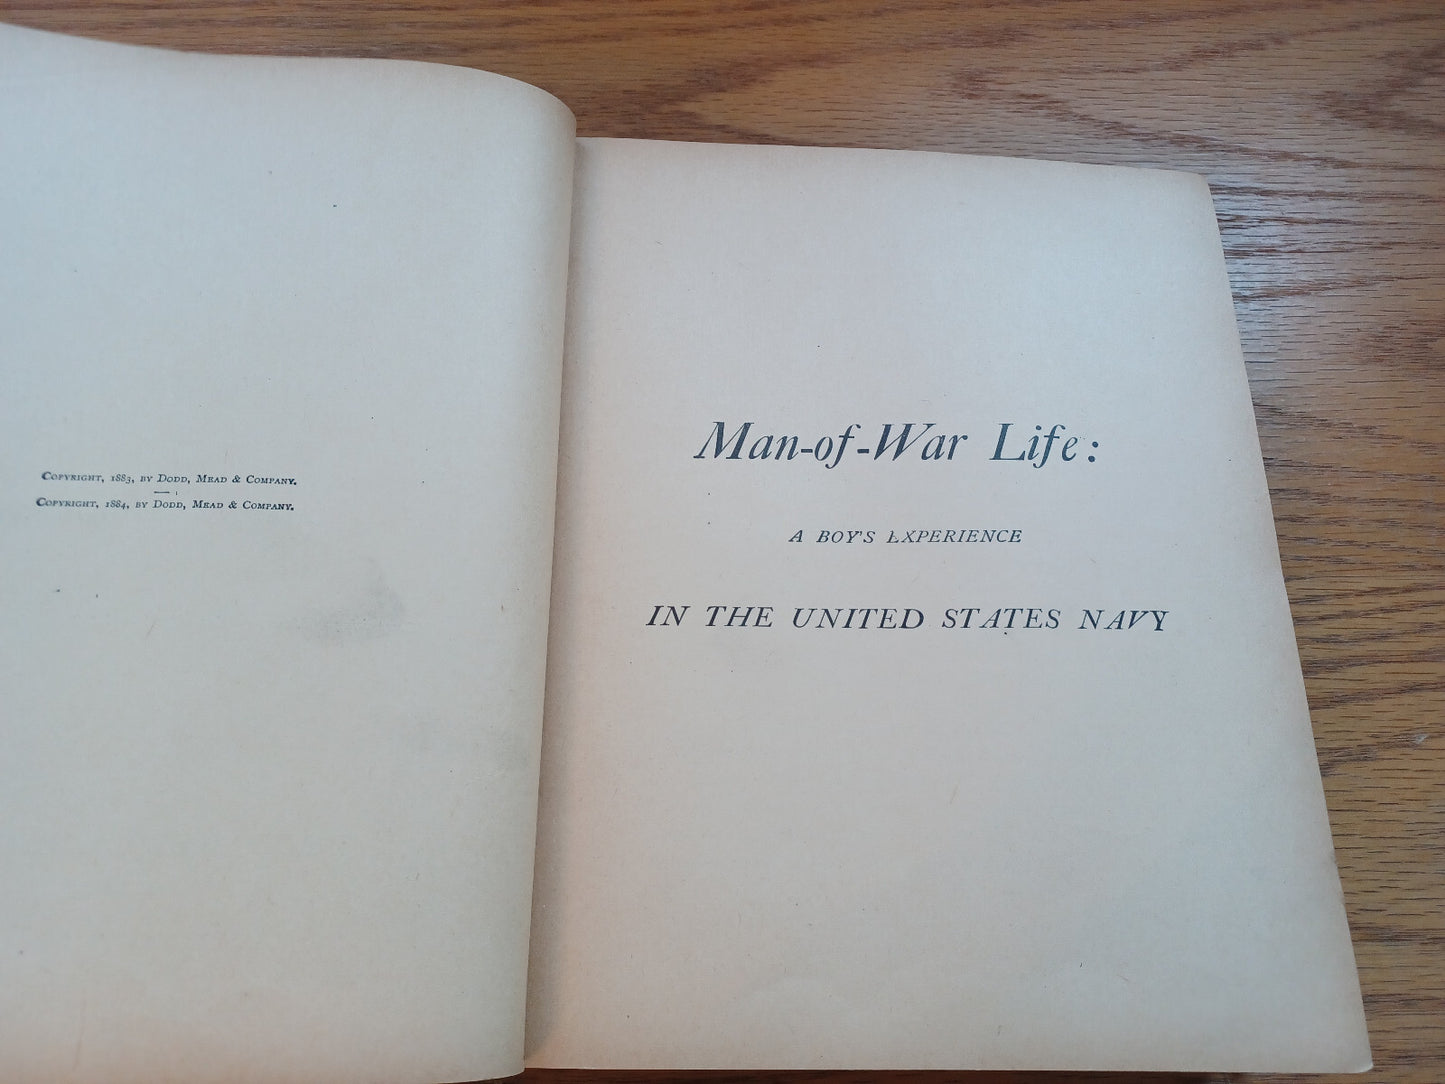 Copyright, 1883, by Dodd, Mead & Company.
Copyright, 1884, by Dodd, Mead & Company.
Man-of-War Life:
A BOY'S EXPERIENCE
IN THE UNITED STATES NAVY